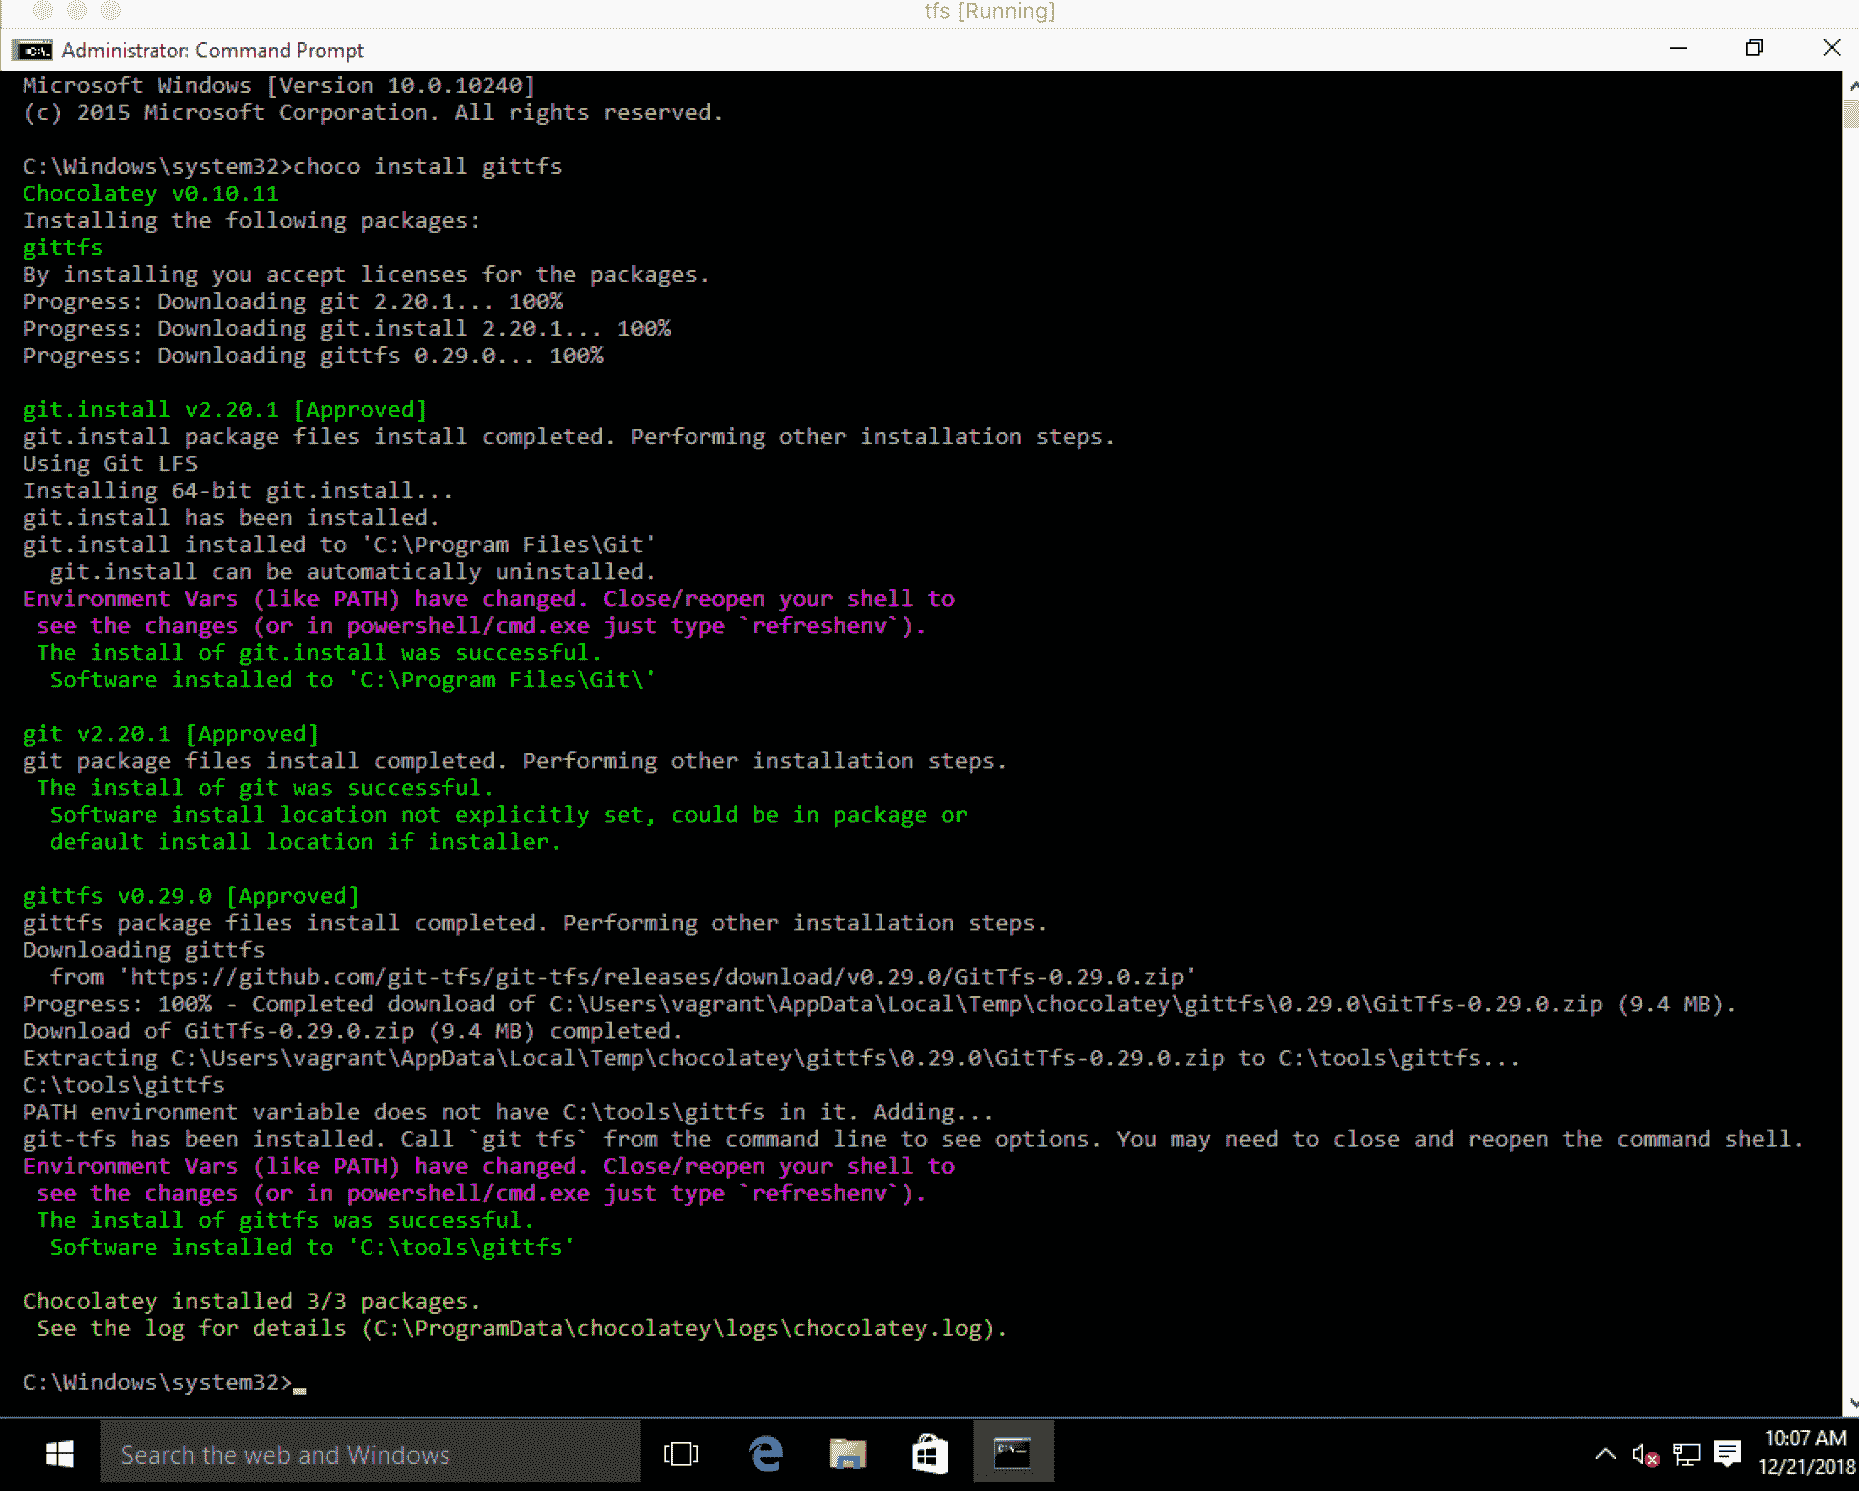 tfs [Running]
Administrator: Command Prompt
Microsoft Windows [Version 10.0.10240]
(c) 2015 Microsoft Corporation. All rights reserved.
C:\Windows\system32>choco install gittfs
Chocolatey v0.10.11
Installing the following packages:
gittfs
By installing you accept licenses for the packages.
Progress: Downloading git 2.20.1... 100%
Progress: Downloading git.install 2.20.1... 100%
Progress: Downloading gittfs 0.29.0... 100%
git.install v2.20.1 [Approved]
git.install package files install completed. Performing other installation steps.
Using Git LFS
Installing 64-bit git.install...
git.install has been installed.
git.install installed to 'C:\Program Files\Git'
  git.install can be automatically uninstalled.
Environment Vars (like PATH) have changed. Close/reopen your shell to
 see the changes (or in powershell/cmd.exe just type `refreshenv`).
 The install of git.install was successful.
  Software installed to 'C:\Program Files\Git\'
git v2.20.1 [Approved]
git package files install completed. Performing other installation steps.
 The install of git was successful.
  Software install location not explicitly set, could be in package or
  default install location if installer.
gittfs v0.29.0 [Approved]
gittfs package files install completed. Performing other installation steps.
Downloading gittfs
  from 'https://github.com/git-tfs/git-tfs/releases/download/v0.29.0/GitTfs-0.29.0.zip'
Progress: 100% - Completed download of C:\Users\vagrant\AppData\Local\Temp\chocolatey\gittfs\0.29.0\GitTfs-0.29.0.zip (9.4 MB).
Download of GitTfs-0.29.0.zip (9.4 MB) completed.
Extracting C:\Users\vagrant\AppData\Local\Temp\chocolatey\gittfs\0.29.0\GitTfs-0.29.0.zip to C:\tools\gittfs...
C:\tools\gittfs
PATH environment variable does not have C:\tools\gittfs in it. Adding...
git-tfs has been installed. Call `git tfs` from the command line to see options. You may need to close and reopen the command shell.
Environment Vars (like PATH) have changed. Close/reopen your shell to
 see the changes (or in powershell/cmd.exe just type `refreshenv`).
 The install of gittfs was successful.
  Software installed to 'C:\tools\gittfs'
Chocolatey installed 3/3 packages.
 See the log for details (C:\ProgramData\chocolatey\logs\chocolatey.log).
C:\Windows\system32>
Search the web and Windows
10:07 AM
12/21/2018